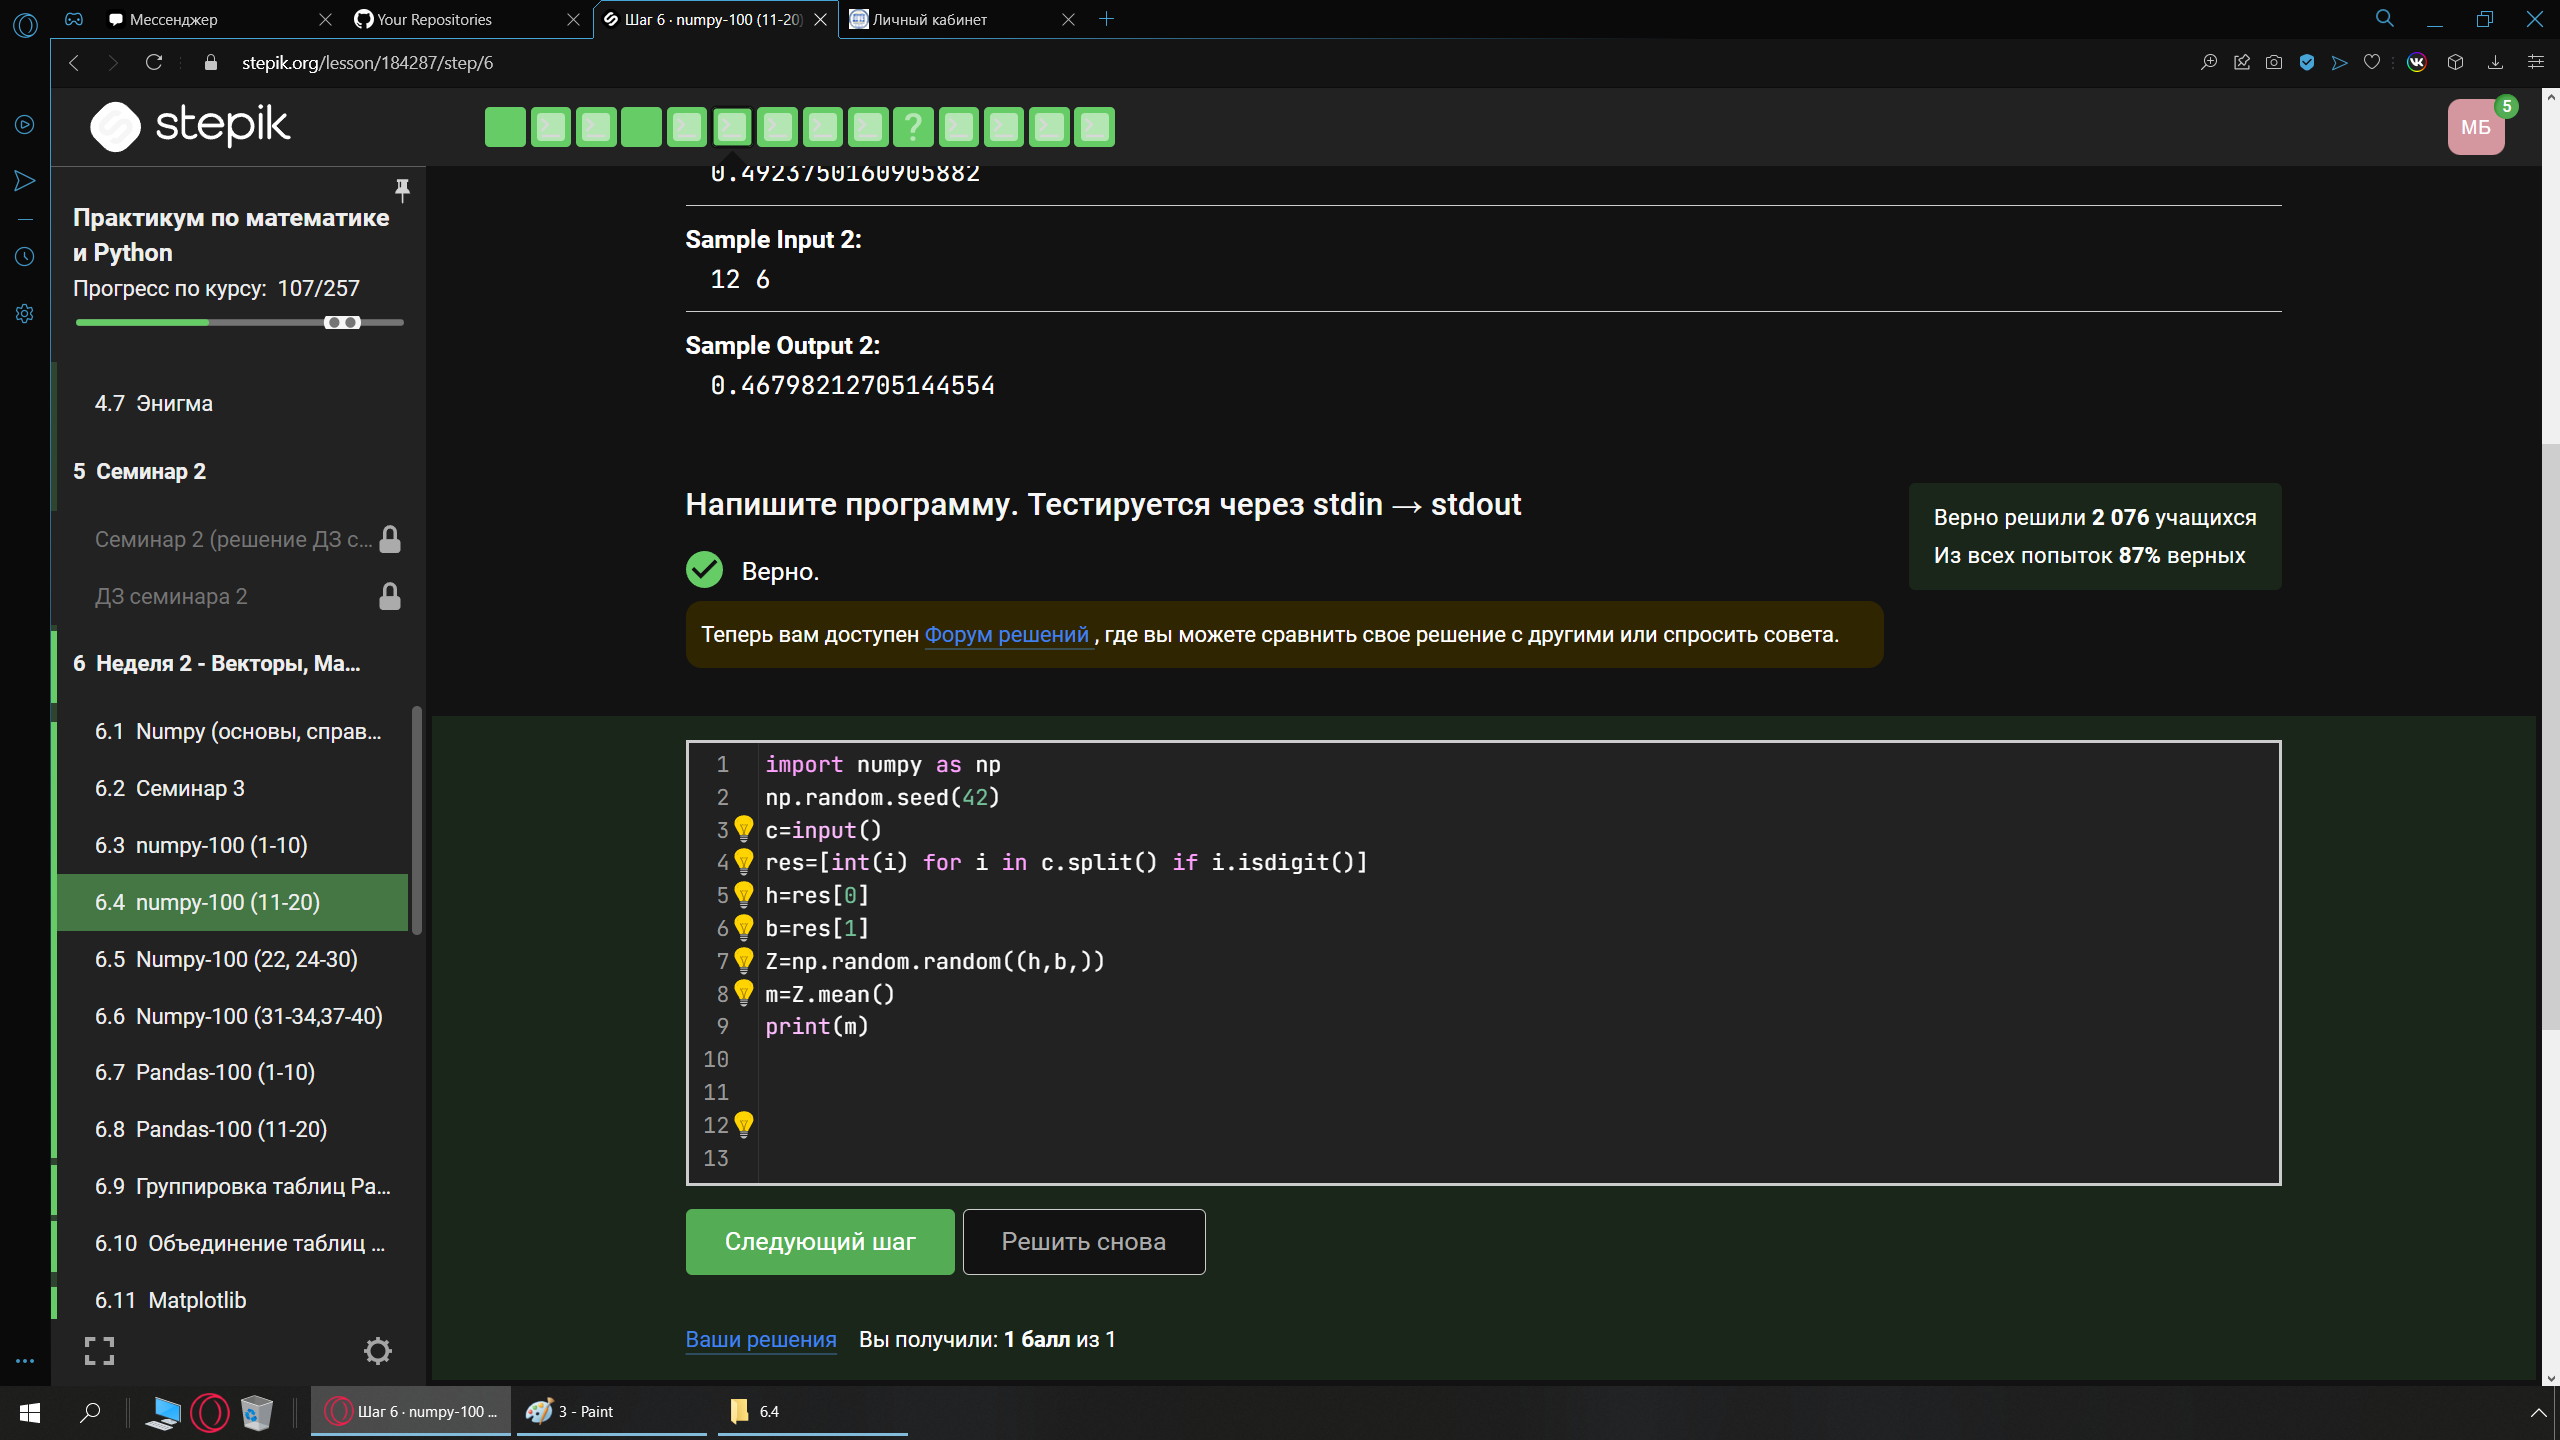 Мессенджер
Your Repositories
Шаг 6 · numpy-100 (11-20)
Личный кабинет
stepik.org/lesson/184287/step/6
stepik
?
МБ
5
Практикум по математике
и Python
Прогресс по курсу: 107/257
4.7 Энигма
5 Семинар 2
Семинар 2 (решение ДЗ с...
ДЗ семинара 2
6 Неделя 2 - Векторы, Ма...
6.1 Numpy (основы, справ...
6.2 Семинар 3
6.3 numpy-100 (1-10)
6.4 numpy-100 (11-20)
6.5 Numpy-100 (22, 24-30)
6.6 Numpy-100 (31-34,37-40)
6.7 Pandas-100 (1-10)
6.8 Pandas-100 (11-20)
6.9 Группировка таблиц Pa...
6.10 Объединение таблиц ...
6.11 Matplotlib
0.4923750160905882
Sample Input 2:
12 6
Sample Output 2:
0.46798212705144554
Напишите программу. Тестируется через stdin → stdout
Верно решили 2 076 учащихся
Из всех попыток 87% верных
Верно.
Теперь вам доступен Форум решений , где вы можете сравнить свое решение с другими или спросить совета.
1 import numpy as np
2 np.random.seed(42)
3 c=input()
4 res=[int(i) for i in c.split() if i.isdigit()]
5 h=res[0]
6 b=res[1]
7 Z=np.random.random((h,b,))
8 m=Z.mean()
9 print(m)
10
11
12
13
Следующий шаг
Решить снова
Ваши решения Вы получили: 1 балл из 1
Шаг 6 · numpy-100 ...
3 - Paint
6.4